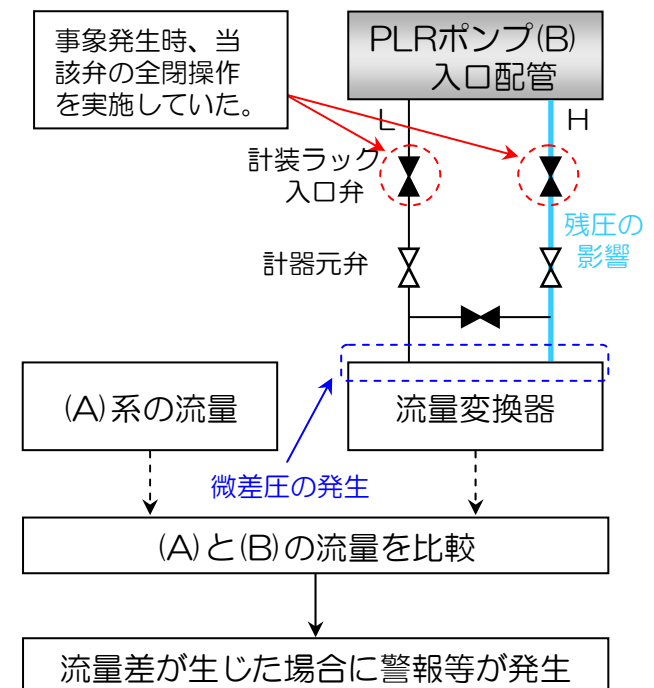 事象発生時、当
該弁の全閉操作
を実施していた。
PLRポンプ(B)
入口配管
L
H
計装ラック
入口弁
残圧の
影響
計器元弁
(A)系の流量
流量変換器
微差圧の発生
(A)と(B)の流量を比較
流量差が生じた場合に警報等が発生